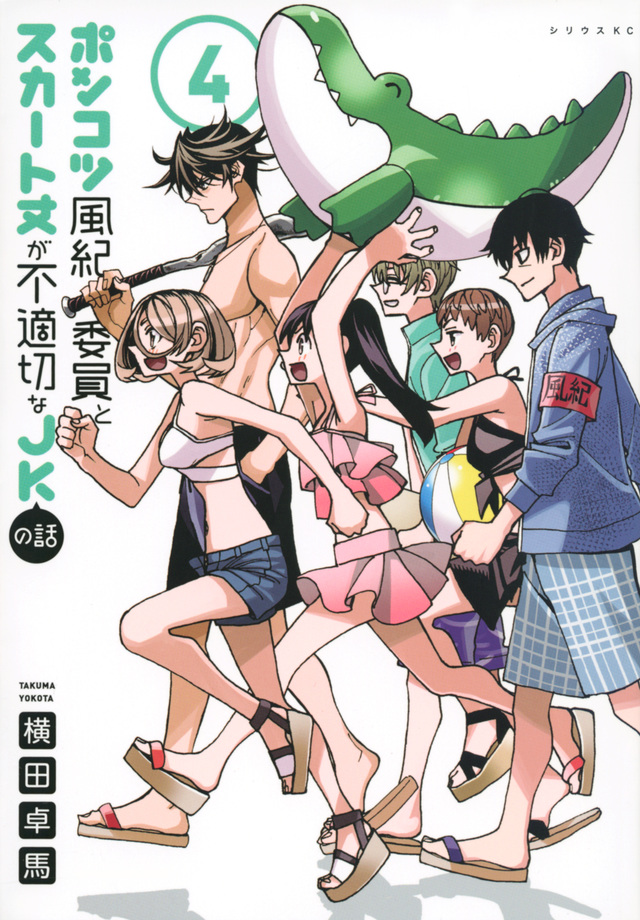 シリウスKC
4
ポンコツ風紀委員と
スカート丈が不適切なJKの話
風紀
TAKUMA
YOKOTA
横田卓馬